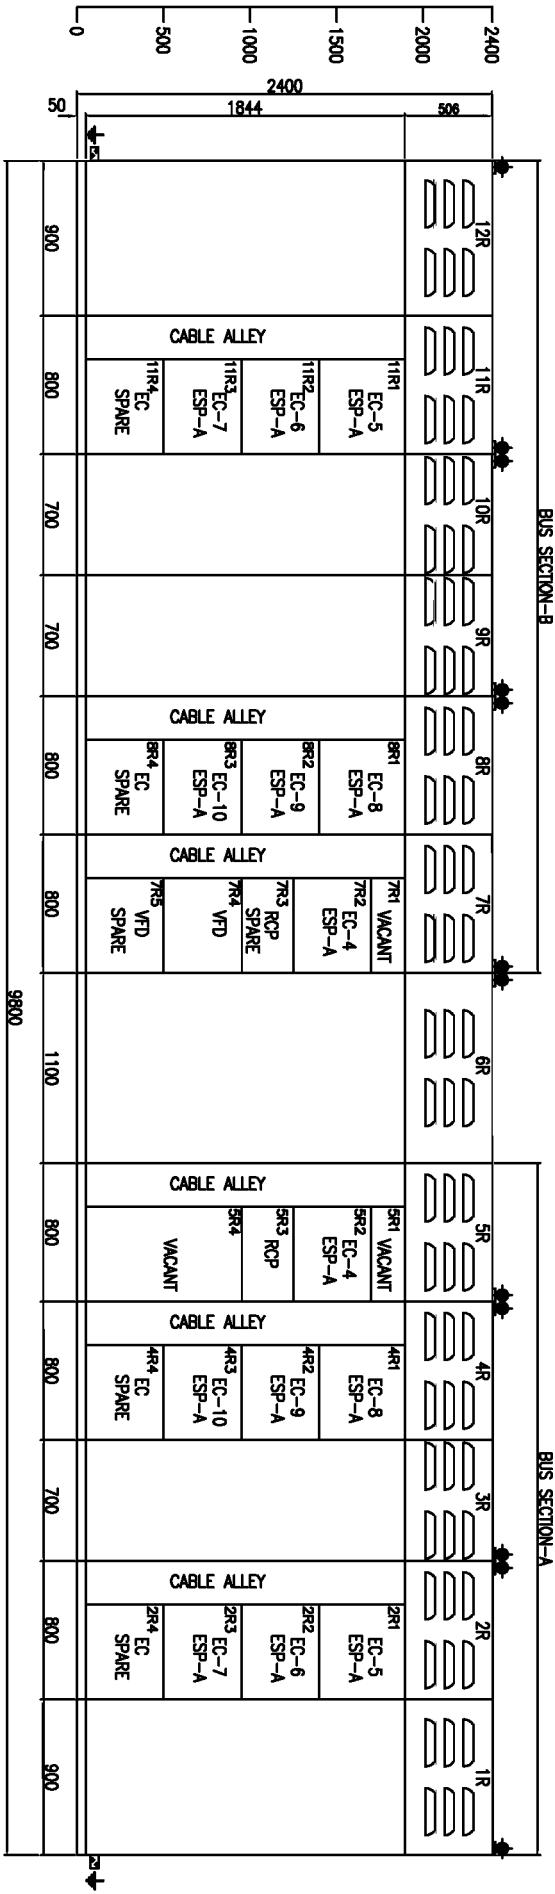 BUS SECTION-B
BUS SECTION-A
12R
11R
10R
9R
8R
7R
6R
5R
4R
3R
2R
1R
2400
2000
1500
1000
500
0
2400
506
1844
50
CABLE ALLEY
11R1
EC-5
ESP-A
11R2
EC-6
ESP-A
11R3
EC-7
ESP-A
11R4
EC
SPARE
CABLE ALLEY
8R1
EC-8
ESP-A
8R2
EC-9
ESP-A
8R3
EC-10
ESP-A
8R4
EC
SPARE
CABLE ALLEY
7R1
VACANT
7R2
EC-4
ESP-A
7R3
RCP
SPARE
7R4
VFD
7R5
VFD
SPARE
CABLE ALLEY
5R1
VACANT
5R2
EC-4
ESP-A
5R3
RCP
5R4
VACANT
CABLE ALLEY
4R1
EC-8
ESP-A
4R2
EC-9
ESP-A
4R3
EC-10
ESP-A
4R4
EC
SPARE
CABLE ALLEY
2R1
EC-5
ESP-A
2R2
EC-6
ESP-A
2R3
EC-7
ESP-A
2R4
EC
SPARE
900
800
700
700
800
800
1100
800
800
700
800
900
9800